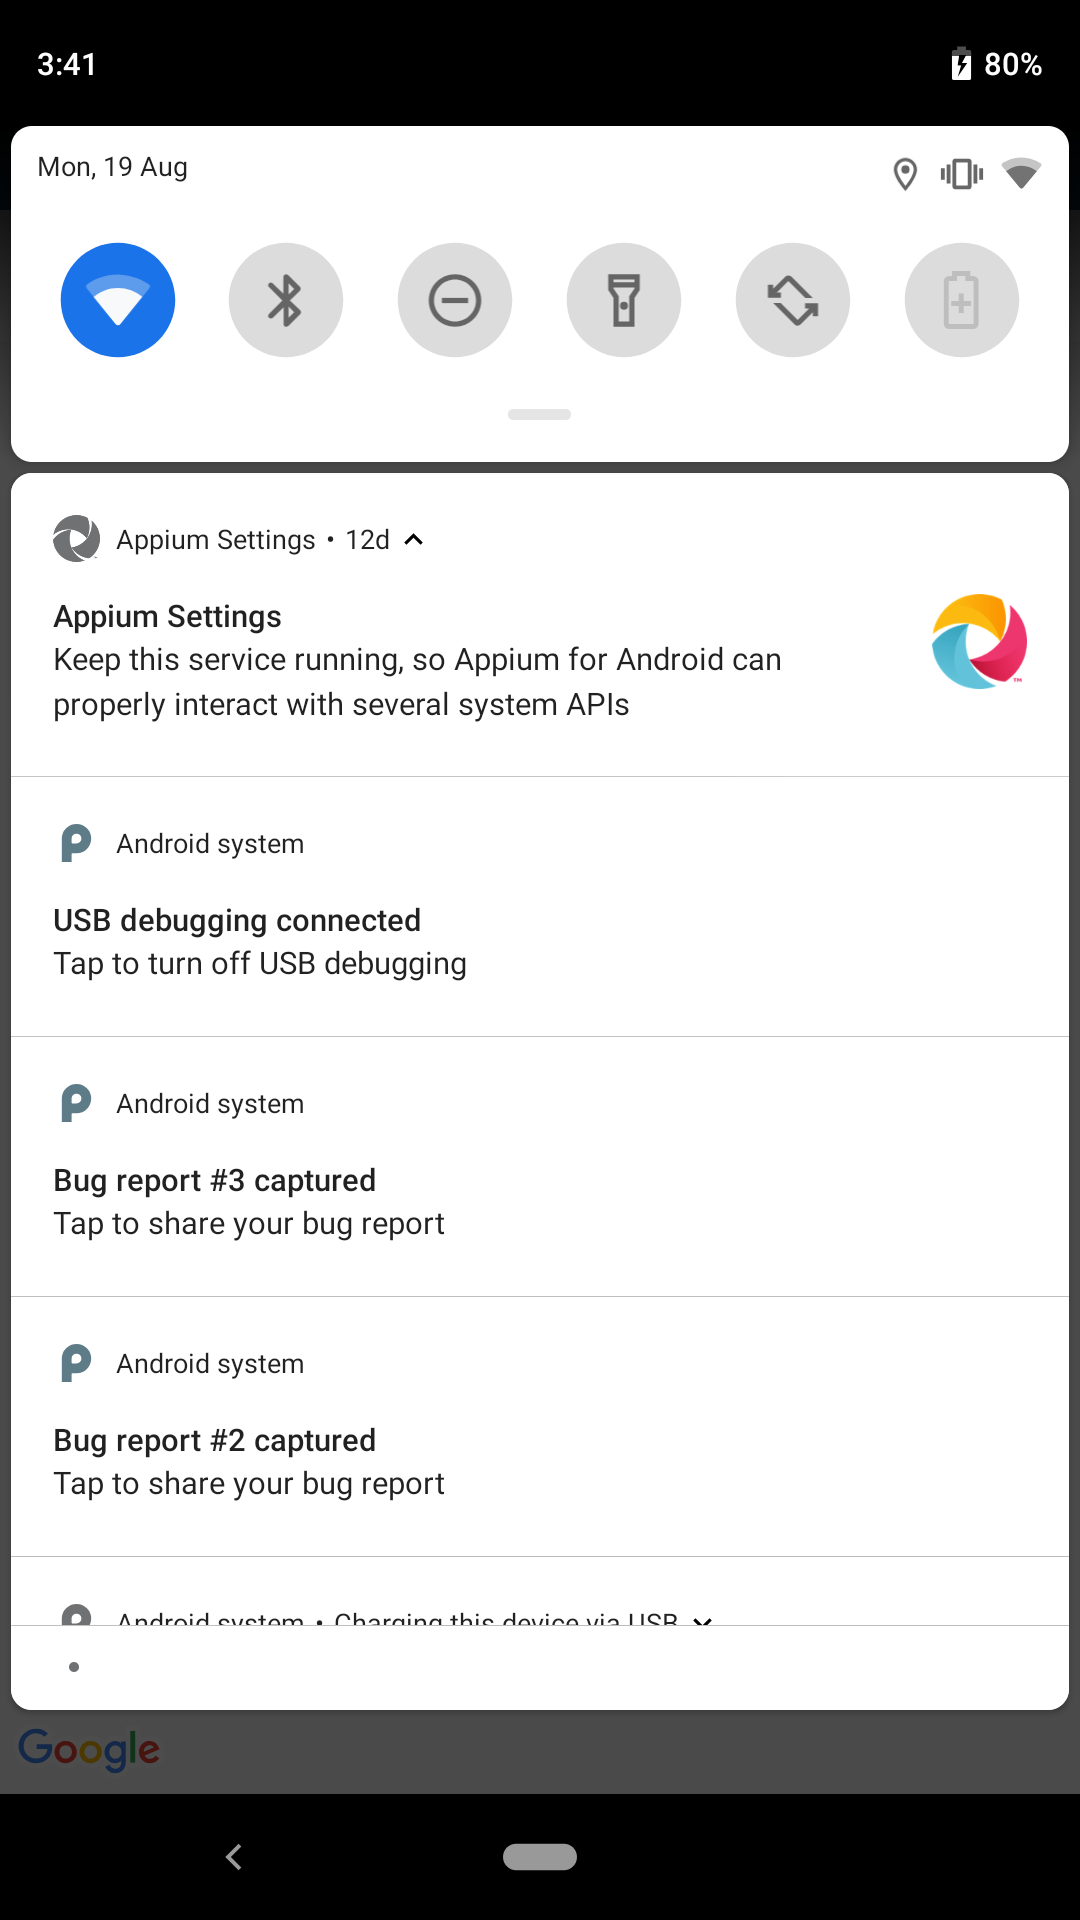 3:41
80%
Mon, 19 Aug
Appium Settings • 12d
Appium Settings
Keep this service running, so Appium for Android can
properly interact with several system APIs
TM
Android system
USB debugging connected
Tap to turn off USB debugging
Android system
Bug report #3 captured
Tap to share your bug report
Android system
Bug report #2 captured
Tap to share your bug report
Android system • Charging this device via USB
Google